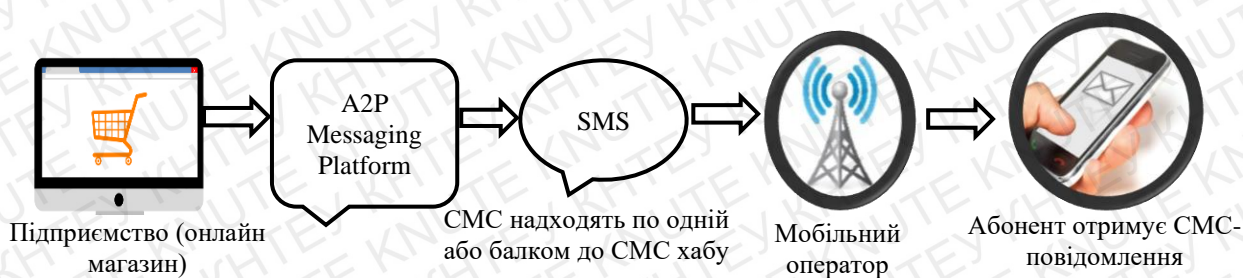 A2P
Messaging
Platform
SMS
Підприємство (онлайн
магазин)
СМС надходять по одній
або балком до СМС хабу
Мобільний
оператор
Абонент отримує СМС-
повідомлення